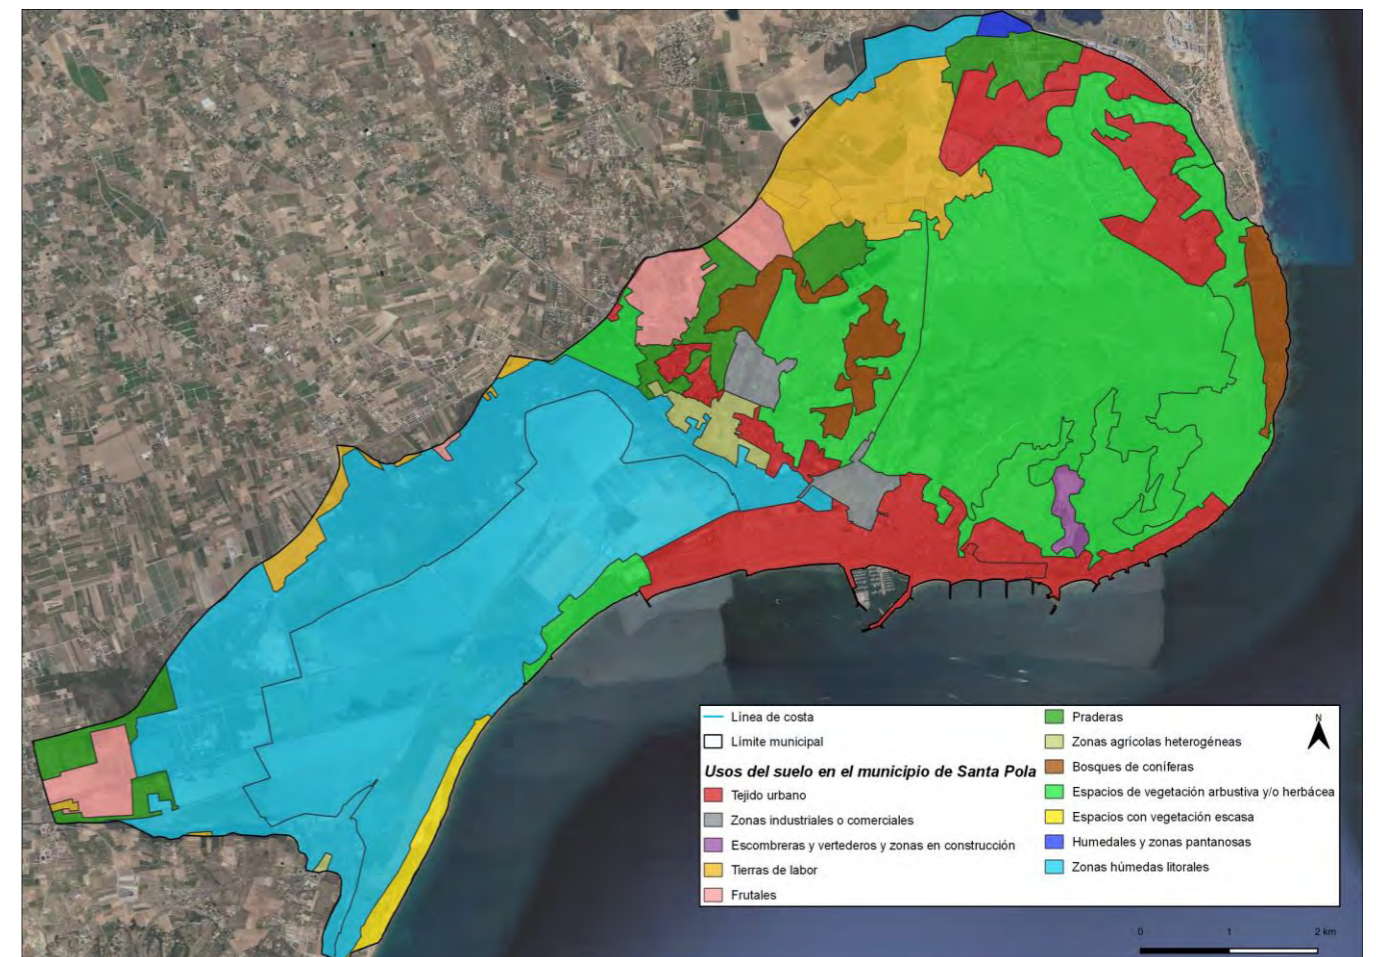 Línea de costa
Límite municipal
Usos del suelo en el municipio de Santa Pola
Tejido urbano
Zonas industriales o comerciales
Escombreras y vertederos y zonas en construcción
Tierras de labor
Frutales
Praderas
Zonas agrícolas heterogéneas
Bosques de coníferas
Espacios de vegetación arbustiva y/o herbácea
Espacios con vegetación escasa
Humedales y zonas pantanosas
Zonas húmedas litorales
N
0 1 2 km